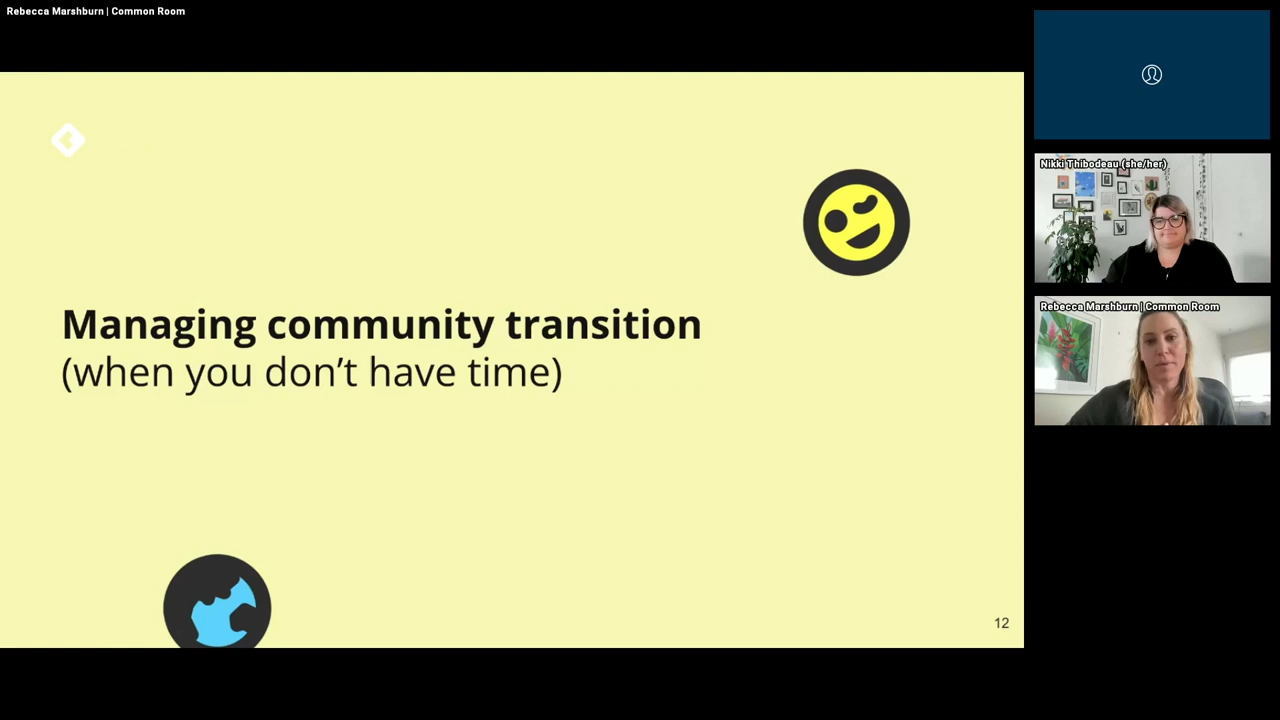 Rebecca Marshburn | Common Room
Managing community transition
(when you don’t have time)
12
Nikki Thibodeau (she/her)
Rebecca Marshburn | Common Room